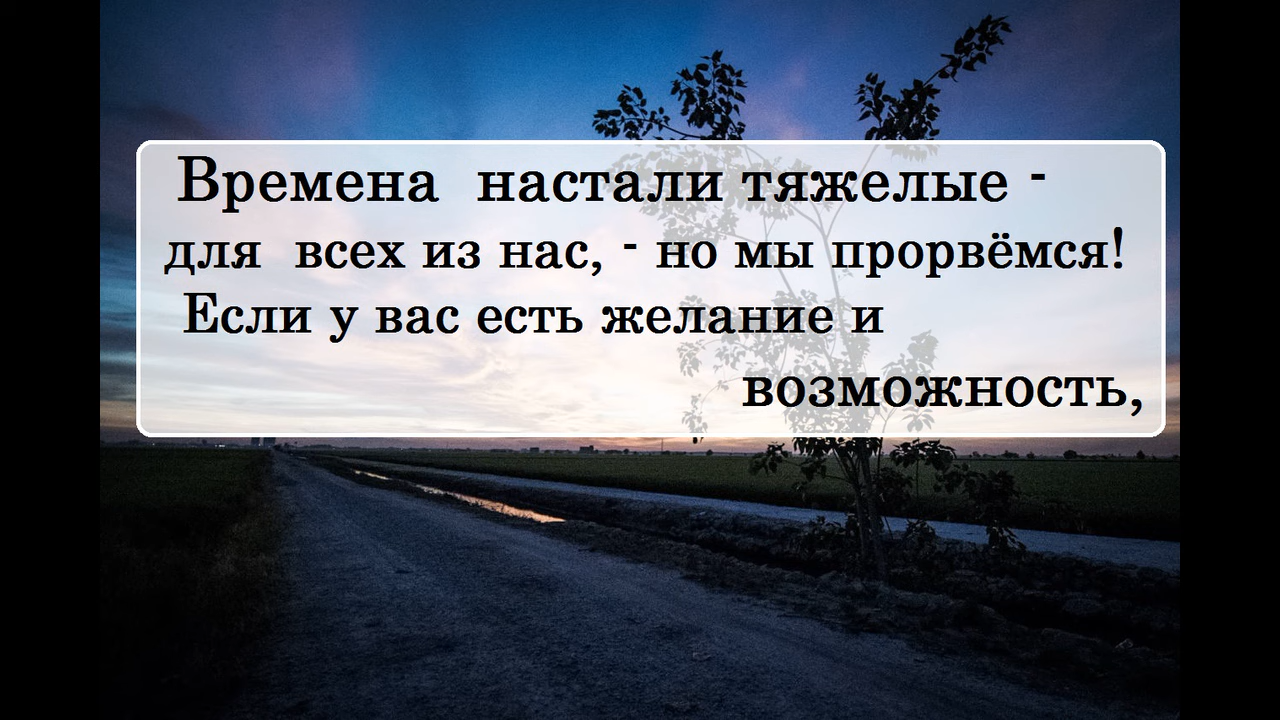 Времена настали тяжелые -
для всех из нас, - но мы прорвёмся!
Если у вас есть желание и
возможность,